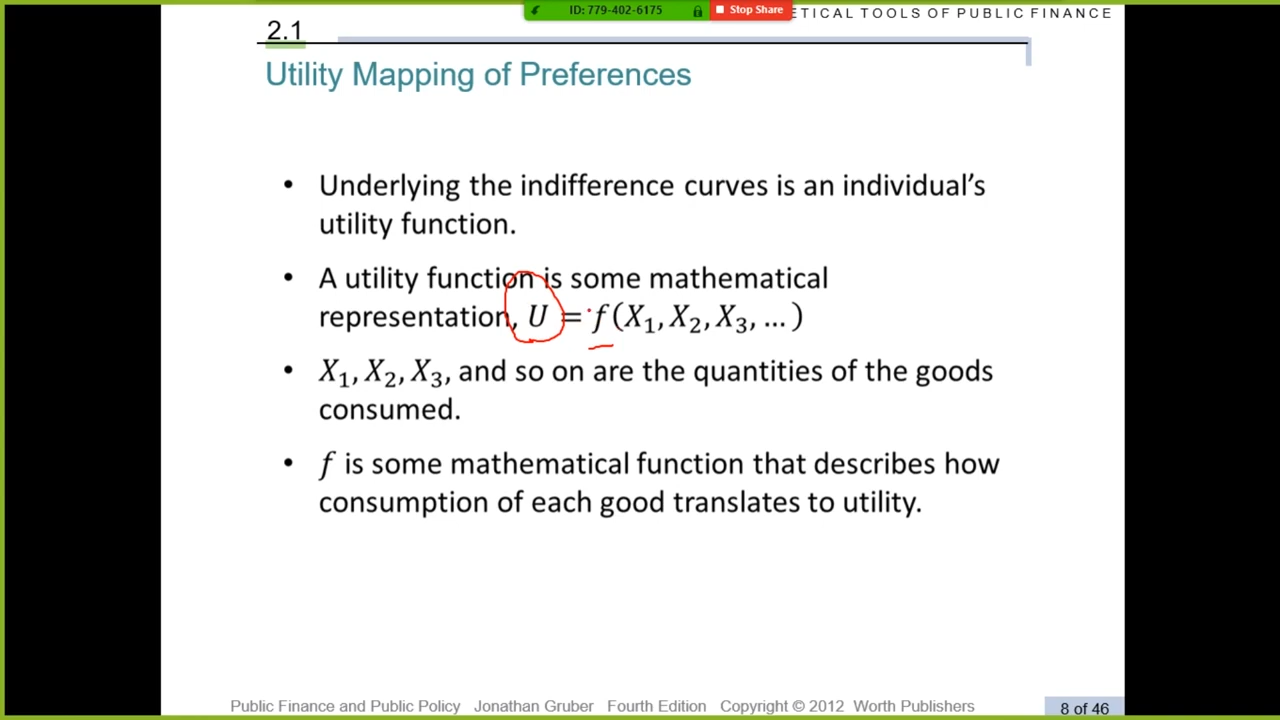 ID: 779-402-6175 Stop Share ETICAL TOOLS OF PUBLIC FINANCE
2.1
Utility Mapping of Preferences
• Underlying the indifference curves is an individual’s
utility function.
• A utility function is some mathematical
representation, U = f(X₁, X₂, X₃, … )
• X₁, X₂, X₃, and so on are the quantities of the goods
consumed.
• f is some mathematical function that describes how
consumption of each good translates to utility.
Public Finance and Public Policy Jonathan Gruber Fourth Edition Copyright © 2012 Worth Publishers
8 of 46